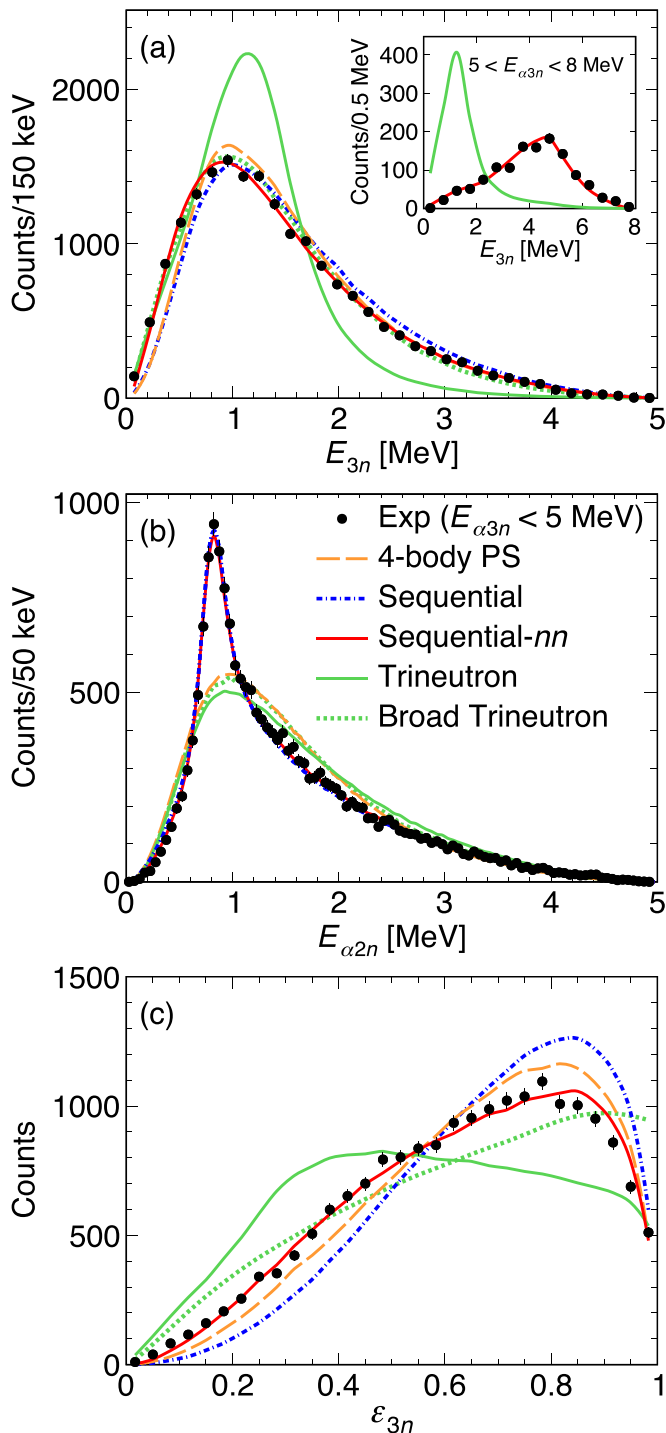 (a)
Counts/150 keV
2000
1000
0
0 1 2 3 4 5
E3n [MeV]
5 < Eα3n < 8 MeV
Counts/0.5 MeV
400
300
200
100
0
0 2 4 6 8
E3n [MeV]
(b)
Counts/50 keV
1000
500
0
Exp (Eα3n < 5 MeV)
4-body PS
Sequential
Sequential-nn
Trineutron
Broad Trineutron
0 1 2 3 4 5
Eα2n [MeV]
(c)
Counts
1500
1000
500
0
0 0.2 0.4 0.6 0.8 1
ε3n